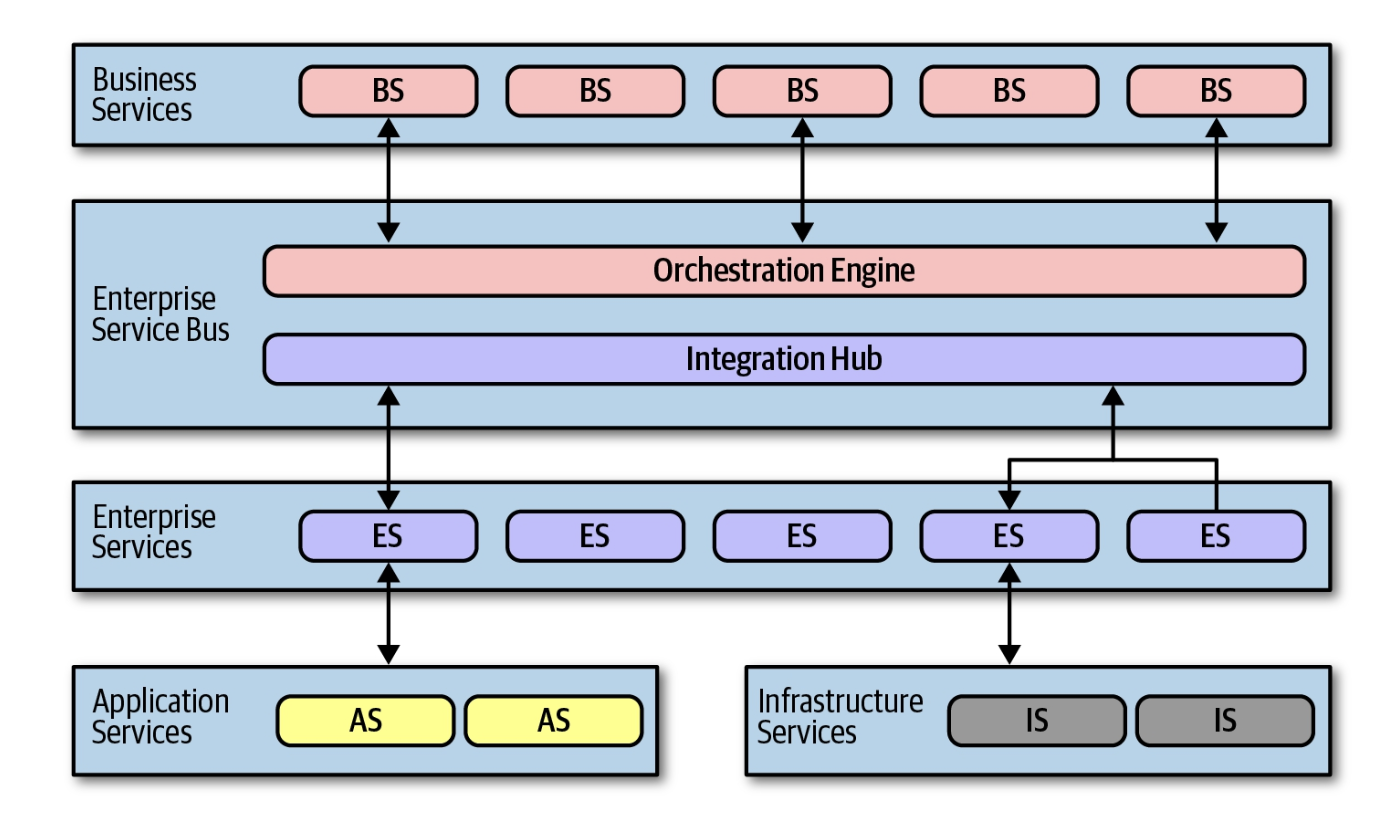 Business
Services
BS
BS
BS
BS
BS
Enterprise
Service Bus
Orchestration Engine
Integration Hub
Enterprise
Services
ES
ES
ES
ES
ES
Application
Services
AS
AS
Infrastructure
Services
IS
IS